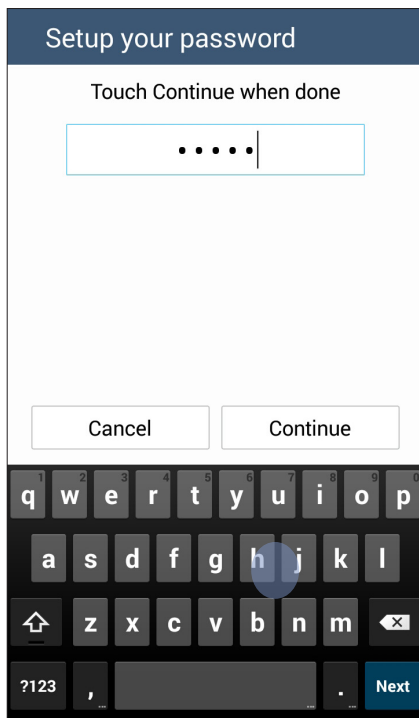 Setup your password
Touch Continue when done
•••••
Cancel Continue
1 2 3 4 5 6 7 8 9 0
q w e r t y u i o p
a s d f g h j k l
z x c v b n m
?123 , . Next